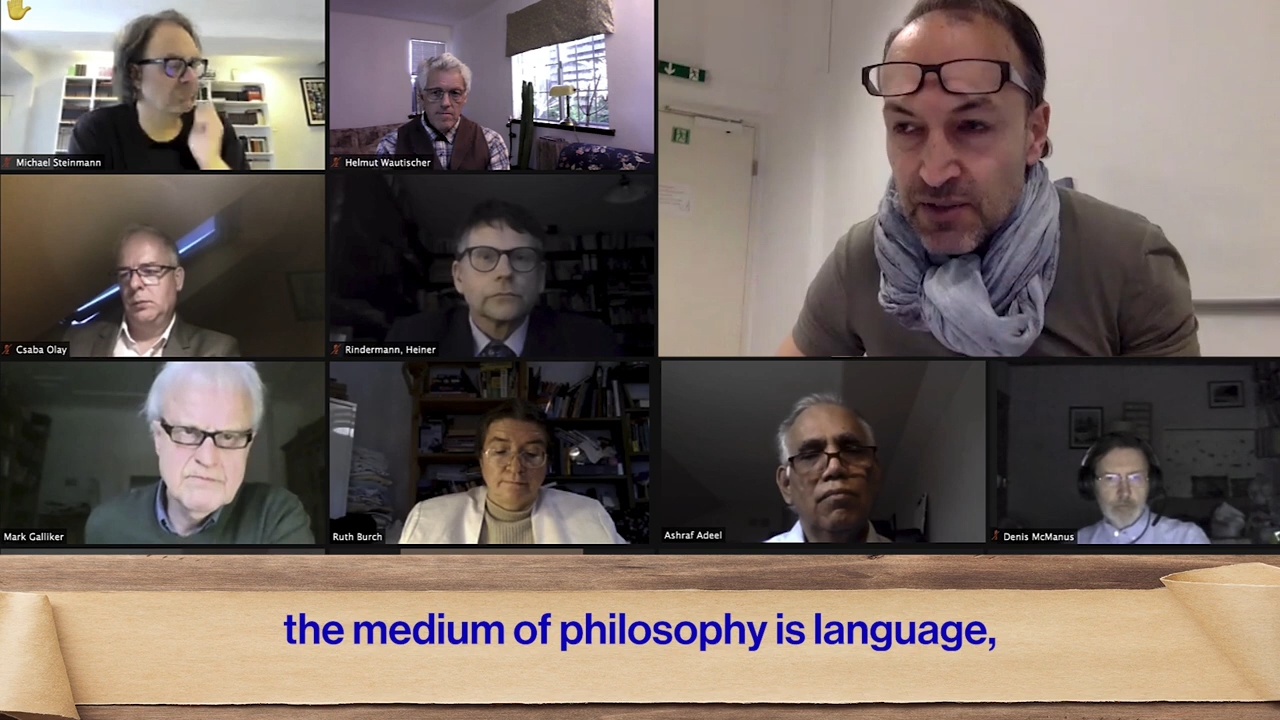 Michael Steinmann
Helmut Wautischer
Csaba Olay
Rindermann, Heiner
Mark Galliker
Ruth Burch
Ashraf Adeel
Denis McManus
the medium of philosophy is language,